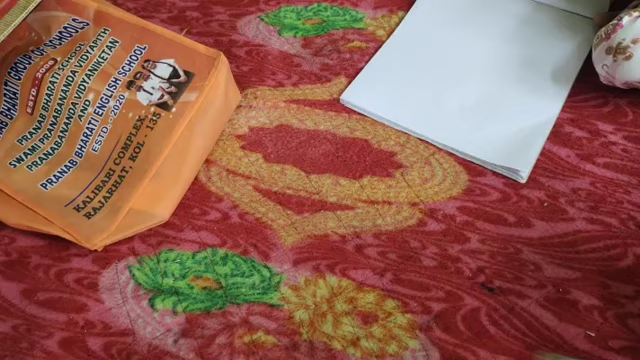 AB BHARATI GROUP OF SCHOOLS
ESTD. - 2006
PRANAB BHARATI SCHOOL
SWAMI PRANABANANDA VIDYAPITH
PRANABANANDA VIDYANIKETAN
AND
PRANAB BHARATI ENGLISH SCHOOL
ESTD. - 2020
KALIBARI COMPLEX,
RAJARHAT, KOL - 135